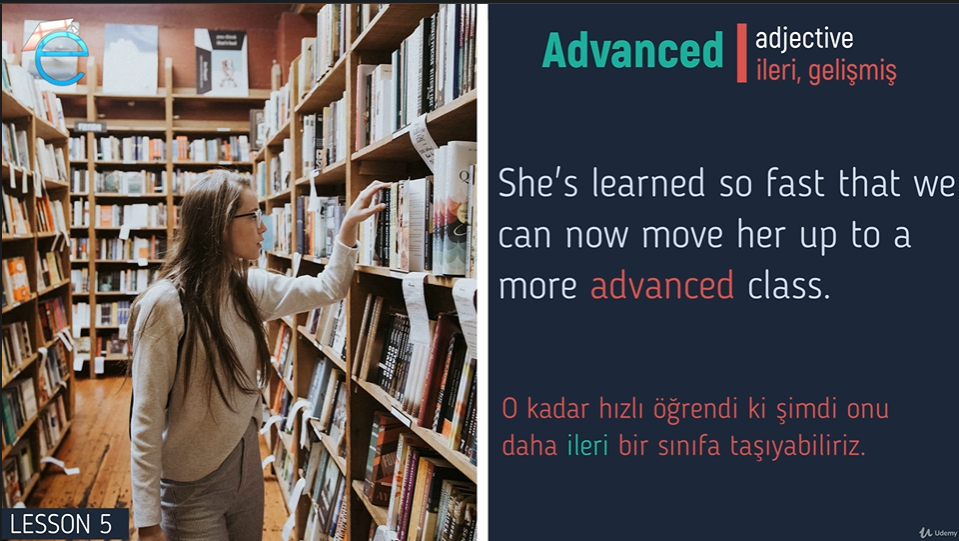 Advanced
adjective
ileri, gelişmiş
She's learned so fast that we
can now move her up to a
more advanced class.
O kadar hızlı öğrendi ki şimdi onu
daha ileri bir sınıfa taşıyabiliriz.
LESSON 5
Udemy